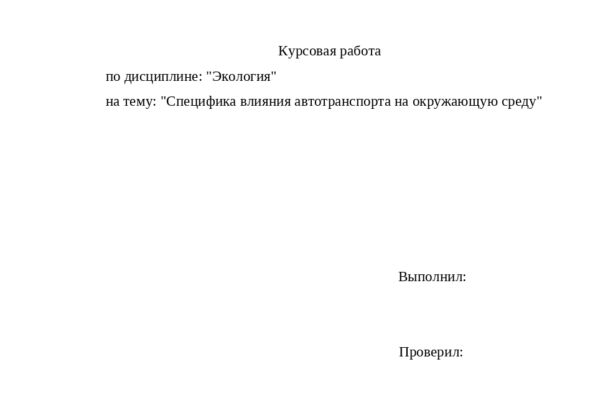 Курсовая работа
по дисциплине: "Экология"
на тему: "Специфика влияния автотранспорта на окружающую среду"
Выполнил:
Проверил: